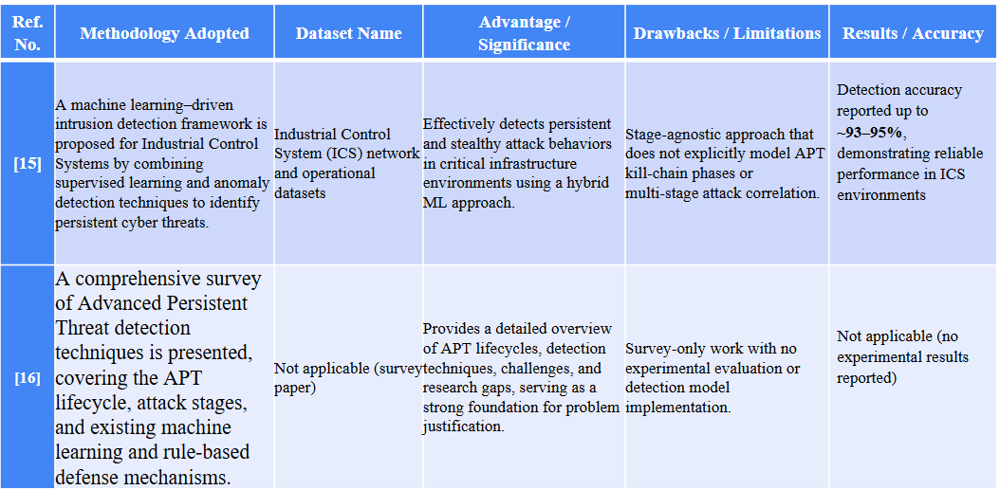 Ref. No.
Methodology Adopted
Dataset Name
Advantage /
Significance
Drawbacks / Limitations
Results / Accuracy
[15]
A machine learning–driven
intrusion detection framework is
proposed for Industrial Control
Systems by combining
supervised learning and anomaly
detection techniques to identify
persistent cyber threats.
Industrial Control
System (ICS) network
and operational
datasets
Effectively detects persistent
and stealthy attack behaviors
in critical infrastructure
environments using a hybrid
ML approach.
Stage-agnostic approach that
does not explicitly model APT
kill-chain phases or
multi-stage attack correlation.
Detection accuracy
reported up to
~93–95%,
demonstrating reliable
performance in ICS
environments
[16]
A comprehensive survey
of Advanced Persistent
Threat detection
techniques is presented,
covering the APT
lifecycle, attack stages,
and existing machine
learning and rule-based
defense mechanisms.
Not applicable (survey
paper)
Provides a detailed overview
of APT lifecycles, detection
techniques, challenges, and
research gaps, serving as a
strong foundation for problem
justification.
Survey-only work with no
experimental evaluation or
detection model
implementation.
Not applicable (no
experimental results
reported)